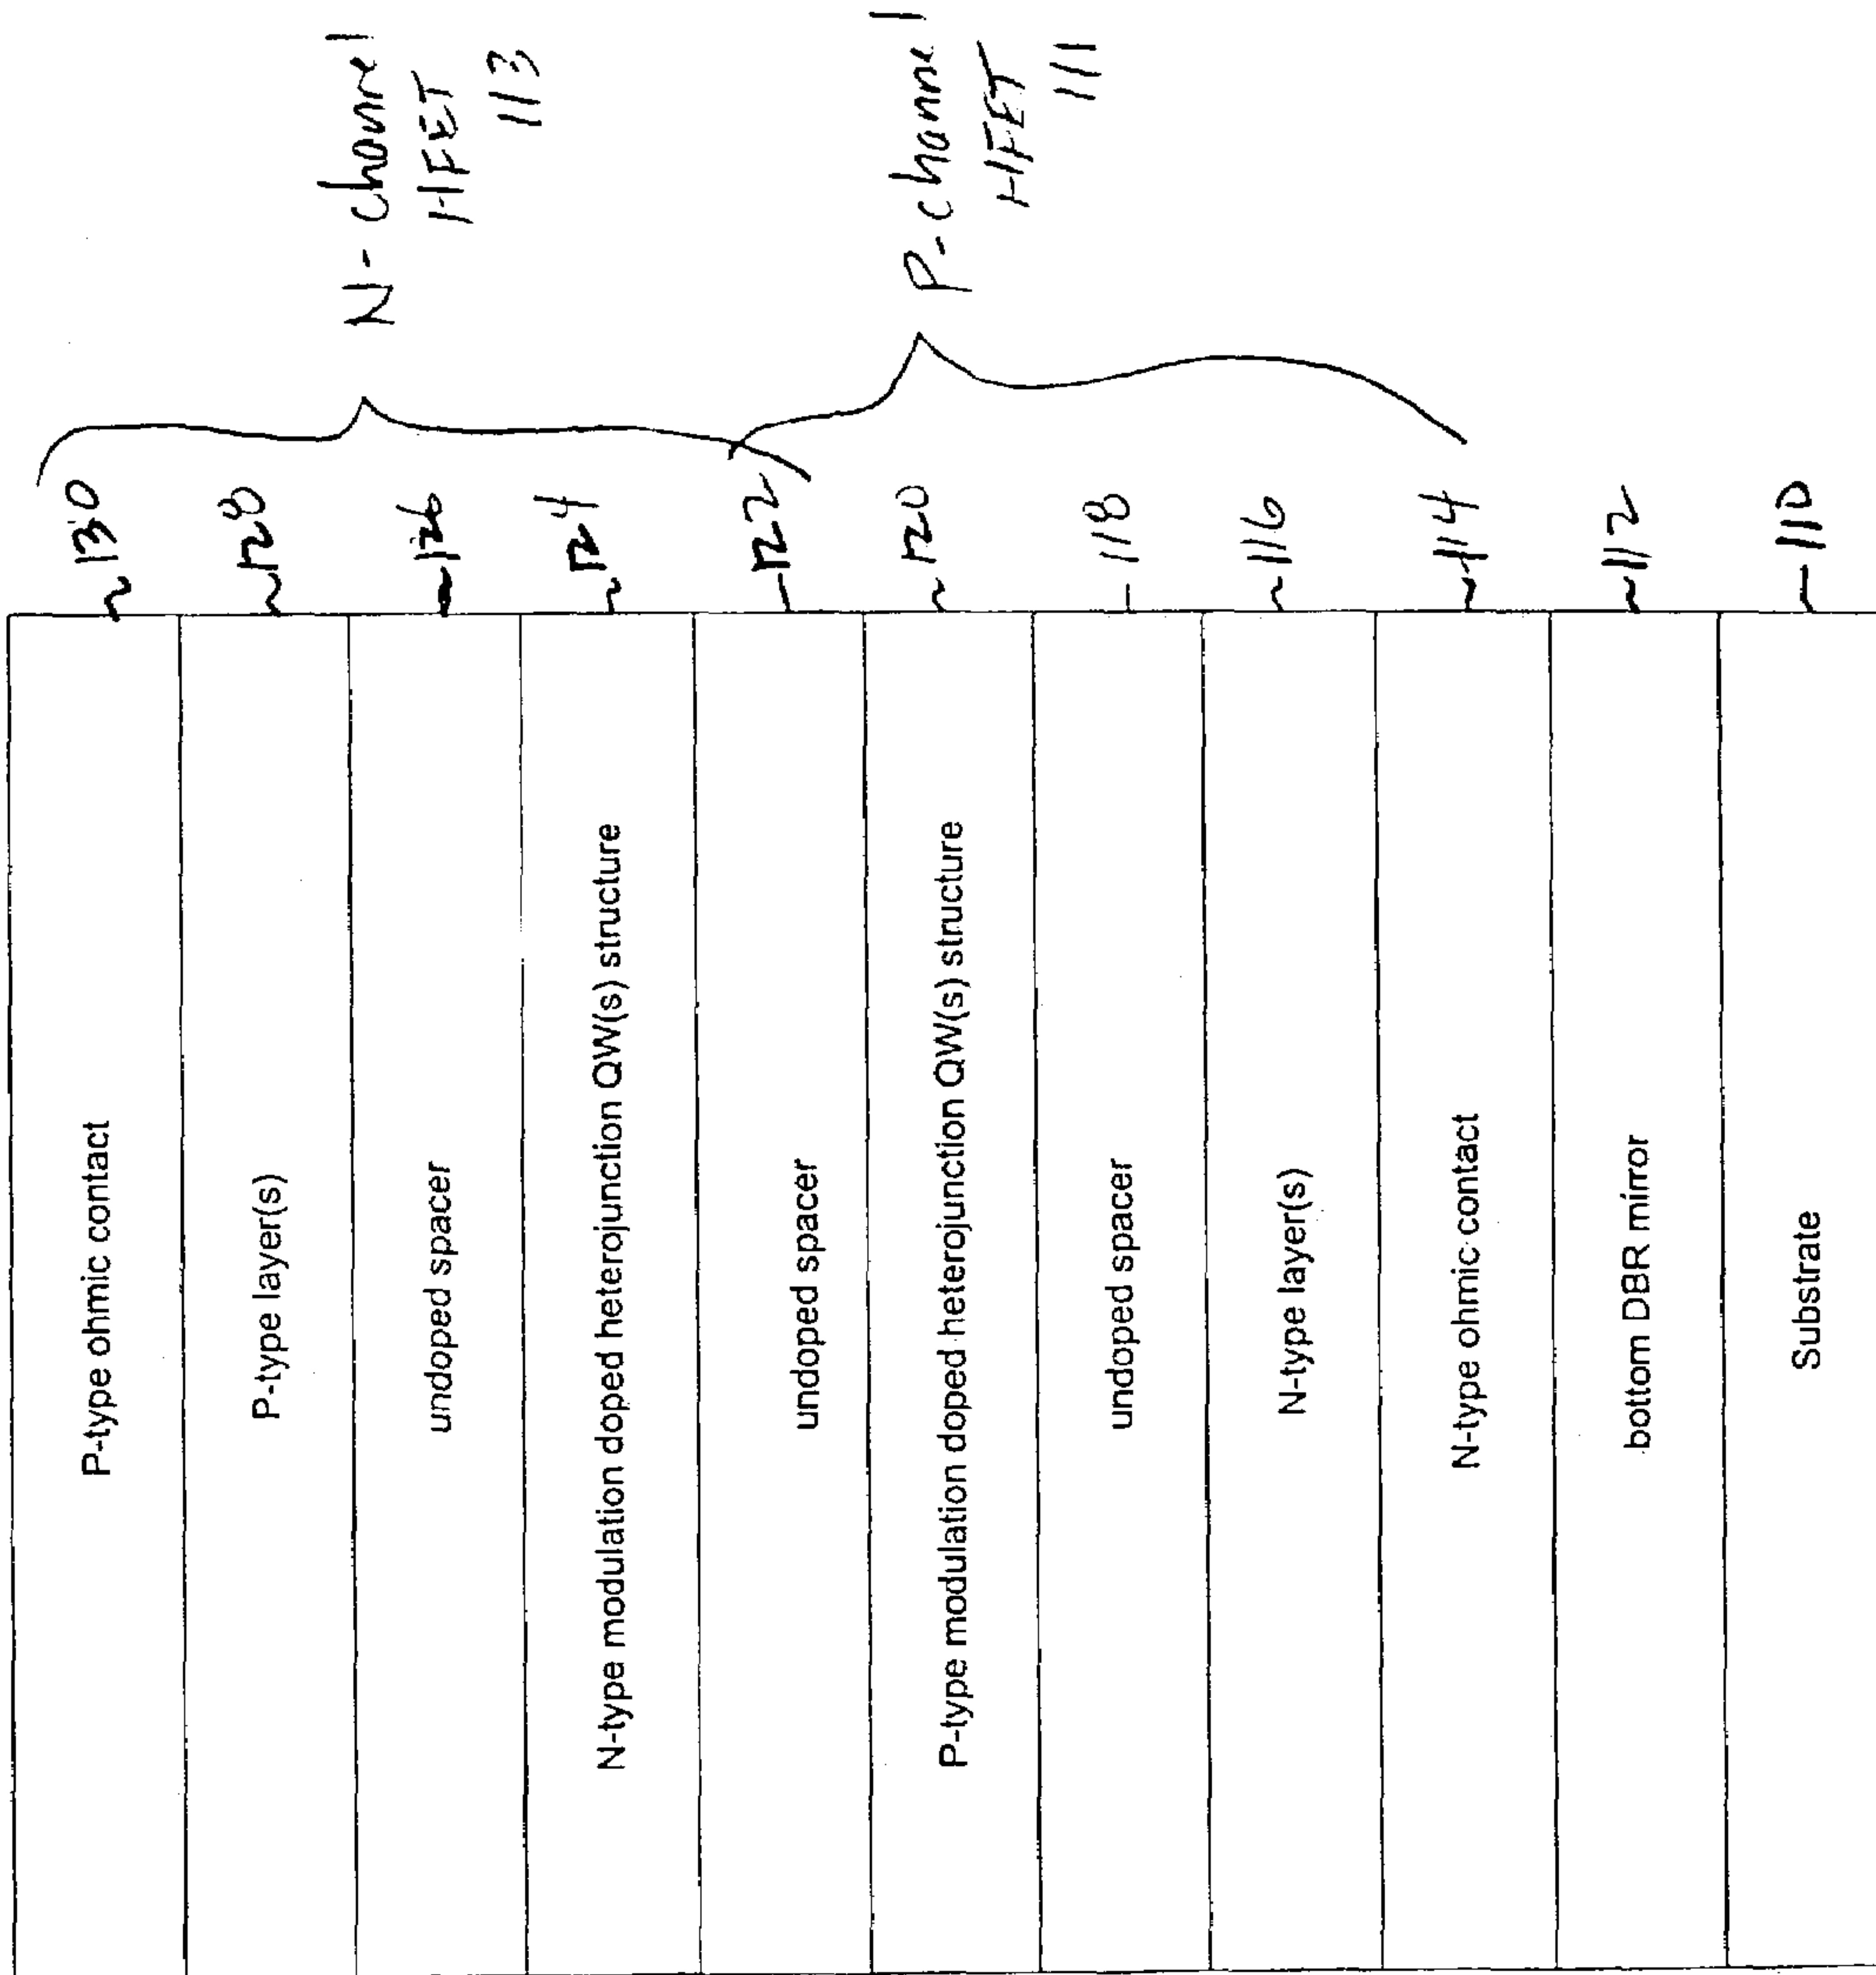 P-type ohmic contact ~130
P-type layer(s) ~128
undoped spacer ~126
N-type modulation doped heterojunction QW(s) structure ~124
undoped spacer 122
P-type modulation doped heterojunction QW(s) structure ~120
undoped spacer 118
N-type layer(s) ~116
N-type ohmic contact ~114
bottom DBR mirror ~112
Substrate 110
N-channel
HFET
113
P-channel
HFET
111